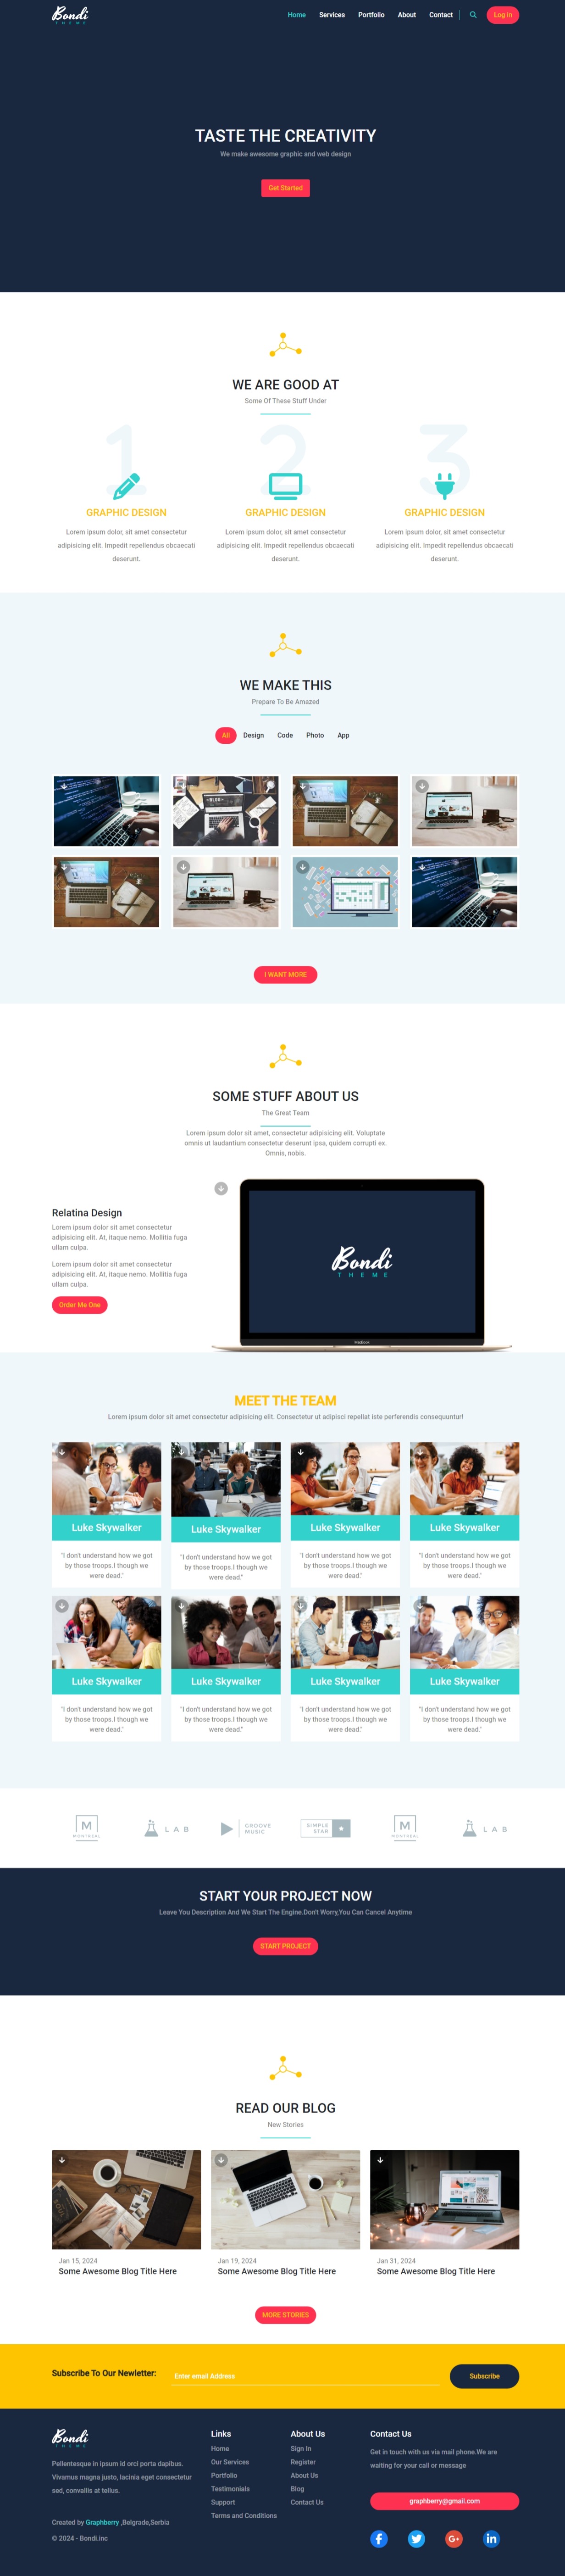 Bondi
THEME
Home Services Portfolio About Contact Log in
TASTE THE CREATIVITY
We make awesome graphic and web design
Get Started
WE ARE GOOD AT
Some Of These Stuff Under
1 2 3
GRAPHIC DESIGN
Lorem ipsum dolor, sit amet consectetur
adipisicing elit. Impedit repellendus obcaecati
deserunt.
GRAPHIC DESIGN
Lorem ipsum dolor, sit amet consectetur
adipisicing elit. Impedit repellendus obcaecati
deserunt.
GRAPHIC DESIGN
Lorem ipsum dolor, sit amet consectetur
adipisicing elit. Impedit repellendus obcaecati
deserunt.
WE MAKE THIS
Prepare To Be Amazed
All Design Code Photo App
I WANT MORE
SOME STUFF ABOUT US
The Great Team
Lorem ipsum dolor sit amet, consectetur adipisicing elit. Voluptate
omnis ut laudantium consectetur deserunt ipsa, quidem corrupti ex.
Omnis, nobis.
Relatina Design
Lorem ipsum dolor sit amet consectetur
adipisicing elit. At, itaque nemo. Mollitia fuga
ullam culpa.
Lorem ipsum dolor sit amet consectetur
adipisicing elit. At, itaque nemo. Mollitia fuga
ullam culpa.
Order Me One
Bondi
THEME
MacBook
MEET THE TEAM
Lorem ipsum dolor sit amet consectetur adipisicing elit. Consectetur ut adipisci repellat iste perferendis consequuntur!
Luke Skywalker
"I don't understand how we got
by those troops.I though we
were dead."
Luke Skywalker
"I don't understand how we got
by those troops.I though we
were dead."
Luke Skywalker
"I don't understand how we got
by those troops.I though we
were dead."
Luke Skywalker
"I don't understand how we got
by those troops.I though we
were dead."
Luke Skywalker
"I don't understand how we got
by those troops.I though we
were dead."
Luke Skywalker
"I don't understand how we got
by those troops.I though we
were dead."
Luke Skywalker
"I don't understand how we got
by those troops.I though we
were dead."
Luke Skywalker
"I don't understand how we got
by those troops.I though we
were dead."
M
MONTREAL
LAB
GROOVE
MUSIC
SIMPLE
STAR
M
MONTREAL
LAB
START YOUR PROJECT NOW
Leave You Description And We Start The Engine.Don't Worry,You Can Cancel Anytime
START PROJECT
READ OUR BLOG
New Stories
Jan 15, 2024
Some Awesome Blog Title Here
Jan 19, 2024
Some Awesome Blog Title Here
Jan 31, 2024
Some Awesome Blog Title Here
MORE STORIES
Subscribe To Our Newletter: Enter email Address Subscribe
Bondi
THEME
Pellentesque in ipsum id orci porta dapibus.
Vivamus magna justo, lacinia eget consectetur
sed, convallis at tellus.
Created by Graphberry ,Belgrade,Serbia
© 2024 - Bondi.inc
Links
Home
Our Services
Portfolio
Testimonials
Support
Terms and Conditions
About Us
Sign In
Register
About Us
Blog
Contact Us
Contact Us
Get in touch with us via mail phone.We are
waiting for your call or message
graphberry@gmail.com